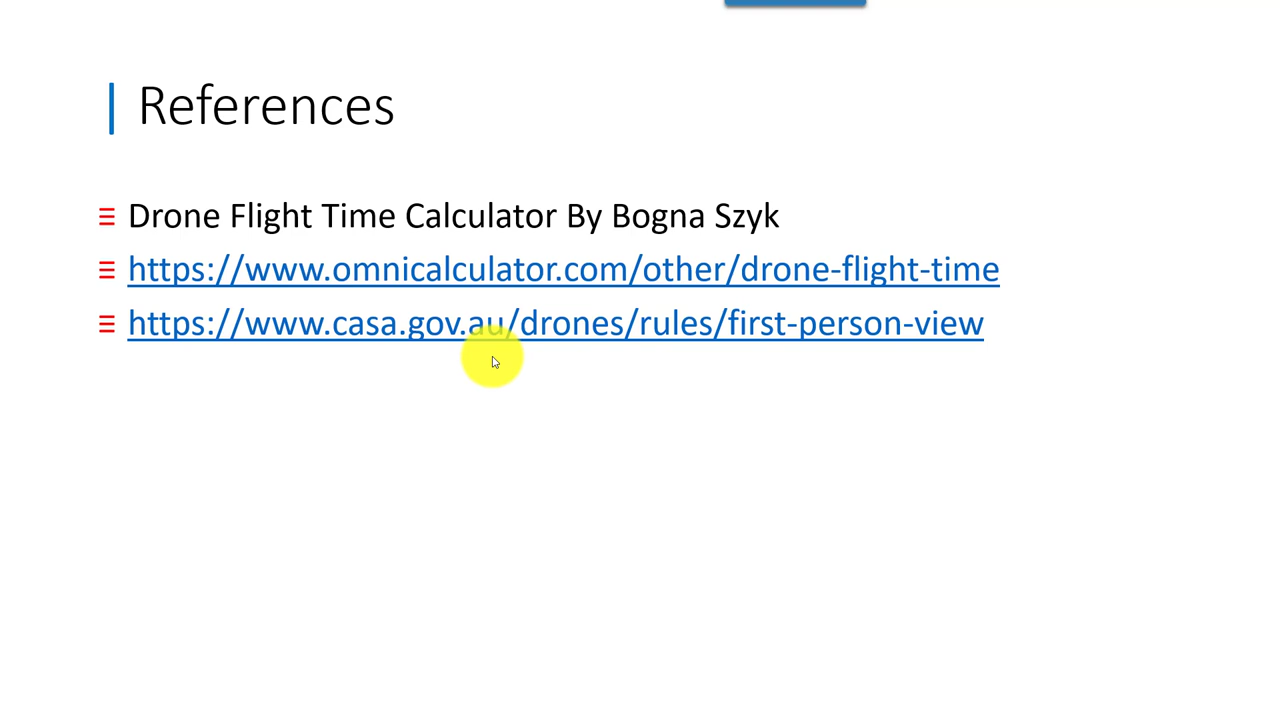 References
Drone Flight Time Calculator By Bogna Szyk
https://www.omnicalculator.com/other/drone-flight-time
https://www.casa.gov.au/drones/rules/first-person-view